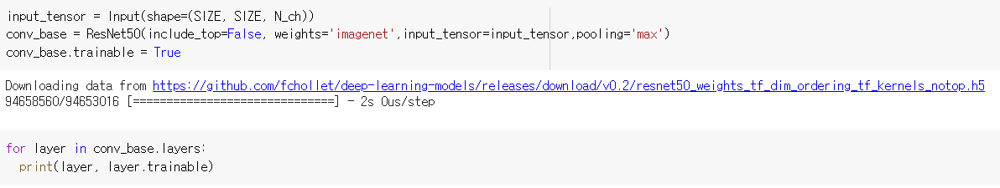 input_tensor = Input(shape=(SIZE, SIZE, N_ch))
conv_base = ResNet50(include_top=False, weights='imagenet',input_tensor=input_tensor,pooling='max')
conv_base.trainable = True
Downloading data from https://github.com/fchollet/deep-learning-models/releases/download/v0.2/resnet50_weights_tf_dim_ordering_tf_kernels_notop.h5
94658560/94653016 [==============================] - 2s 0us/step
for layer in conv_base.layers:
  print(layer, layer.trainable)